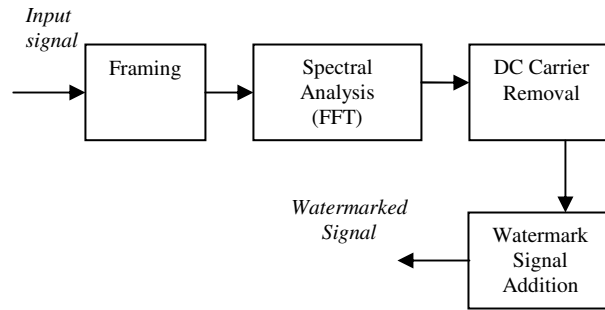 Input
signal
Framing
Spectral
Analysis
(FFT)
DC Carrier
Removal
Watermarked
Signal
Watermark
Signal
Addition